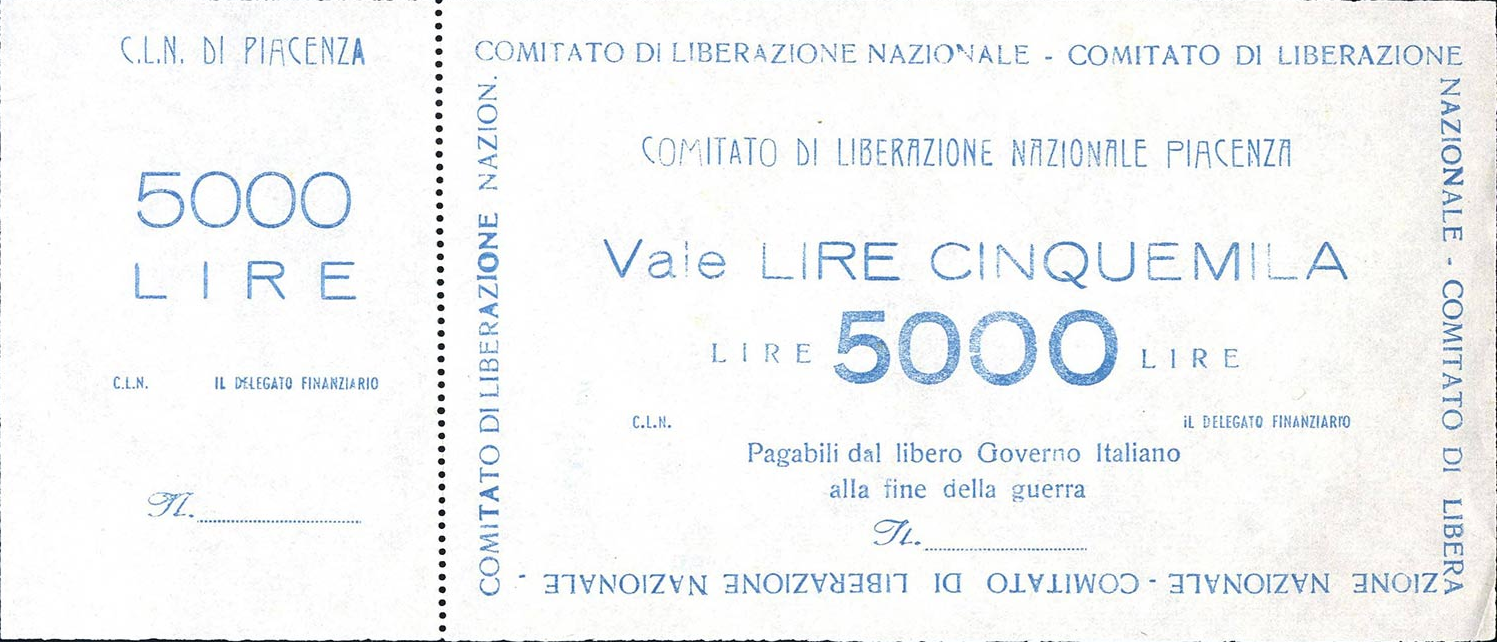 C.L.N. DI PIACENZA
5000
LIRE
C.L.N. IL DELEGATO FINANZIARIO
N.
COMITATO DI LIBERAZIONE NAZIONALE - COMITATO DI LIBERAZIONE
NAZIONALE - COMITATO DI LIBERA
ZIONE NAZIONALE - COMITATO DI LIBERAZIONE NAZIONALE -
COMITATO DI LIBERAZIONE NAZION.
COMITATO DI LIBERAZIONE NAZIONALE PIACENZA
Vale LIRE CINQUEMILA
LIRE 5000 LIRE
C.L.N. IL DELEGATO FINANZIARIO
Pagabili dal libero Governo Italiano
alla fine della guerra
N.